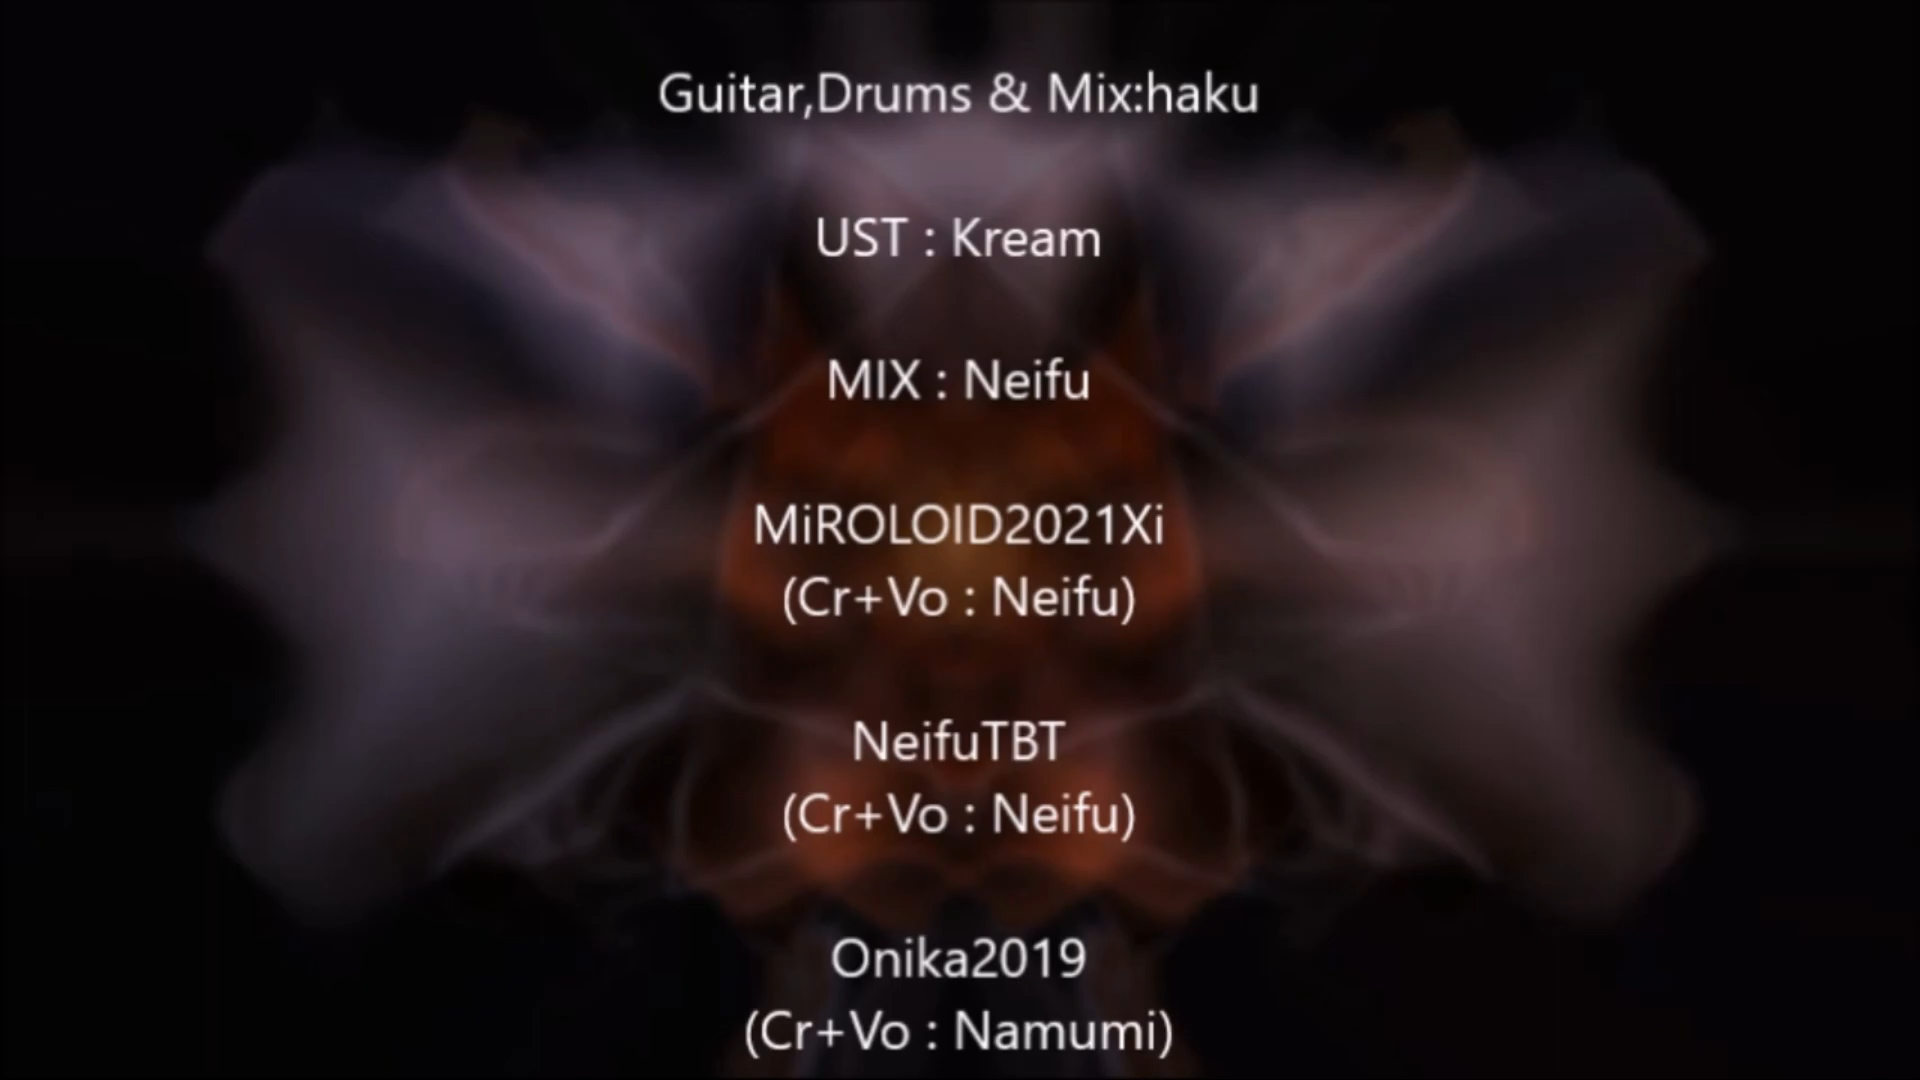 Guitar,Drums & Mix:haku
UST : Kream
MIX : Neifu
MiROLOID2021Xi
(Cr+Vo : Neifu)
NeifuTBT
(Cr+Vo : Neifu)
Onika2019
(Cr+Vo : Namumi)